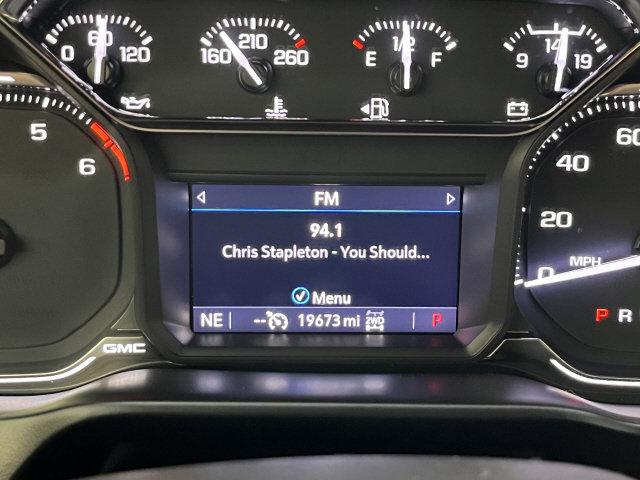 0 60 120
160 210 260
E 1/2 F
9 14 19
5
6
40
60
20
0
MPH
FM
94.1
Chris Stapleton - You Should...
Menu
NE -- 19673 mi 2WD P
GMC
P R